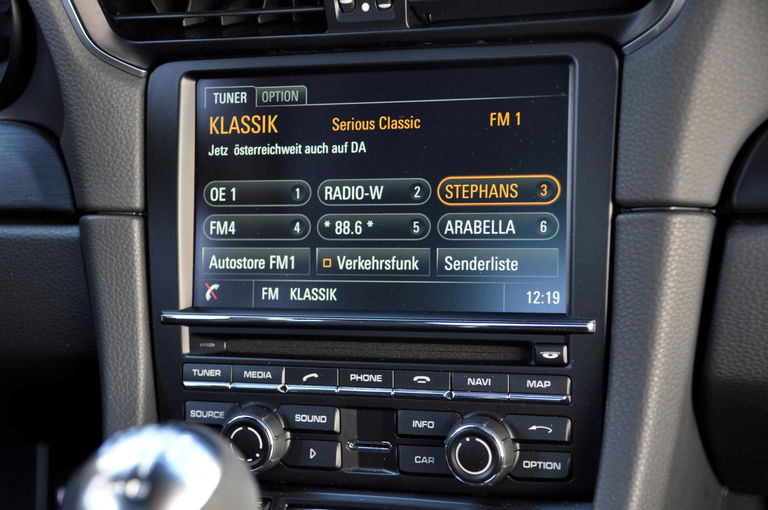 TUNER OPTION
KLASSIK Serious Classic FM 1
Jetz österreichweit auch auf DA
OE 1 1 RADIO-W 2 STEPHANS 3
FM4 4 * 88.6 * 5 ARABELLA 6
Autostore FM1 Verkehrsfunk Senderliste
FM KLASSIK 12:19
TUNER MEDIA PHONE NAVI MAP
SOURCE SOUND INFO
CAR OPTION